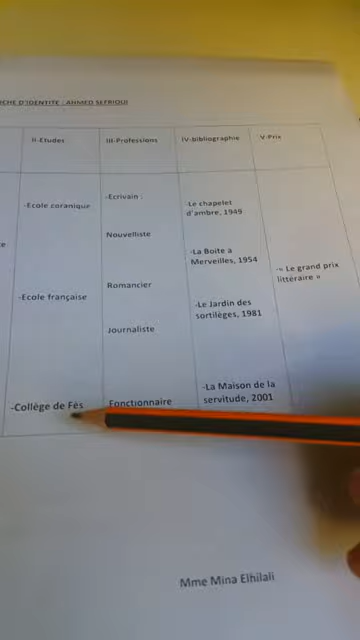 FICHE D'IDENTITE : AHMED SEFRIOUI
II-Etudes
III-Professions
IV-bibliographie
V-Prix
-Ecole coranique
-Ecole française
-Collège de Fès
-Ecrivain :
Nouvelliste
Romancier
Journaliste
Fonctionnaire
-Le chapelet
d'ambre, 1949
-La Boite a
Merveilles, 1954
-Le Jardin des
sortilèges, 1981
-La Maison de la
servitude, 2001
-« Le grand prix
littéraire »
Mme Mina Elhilali